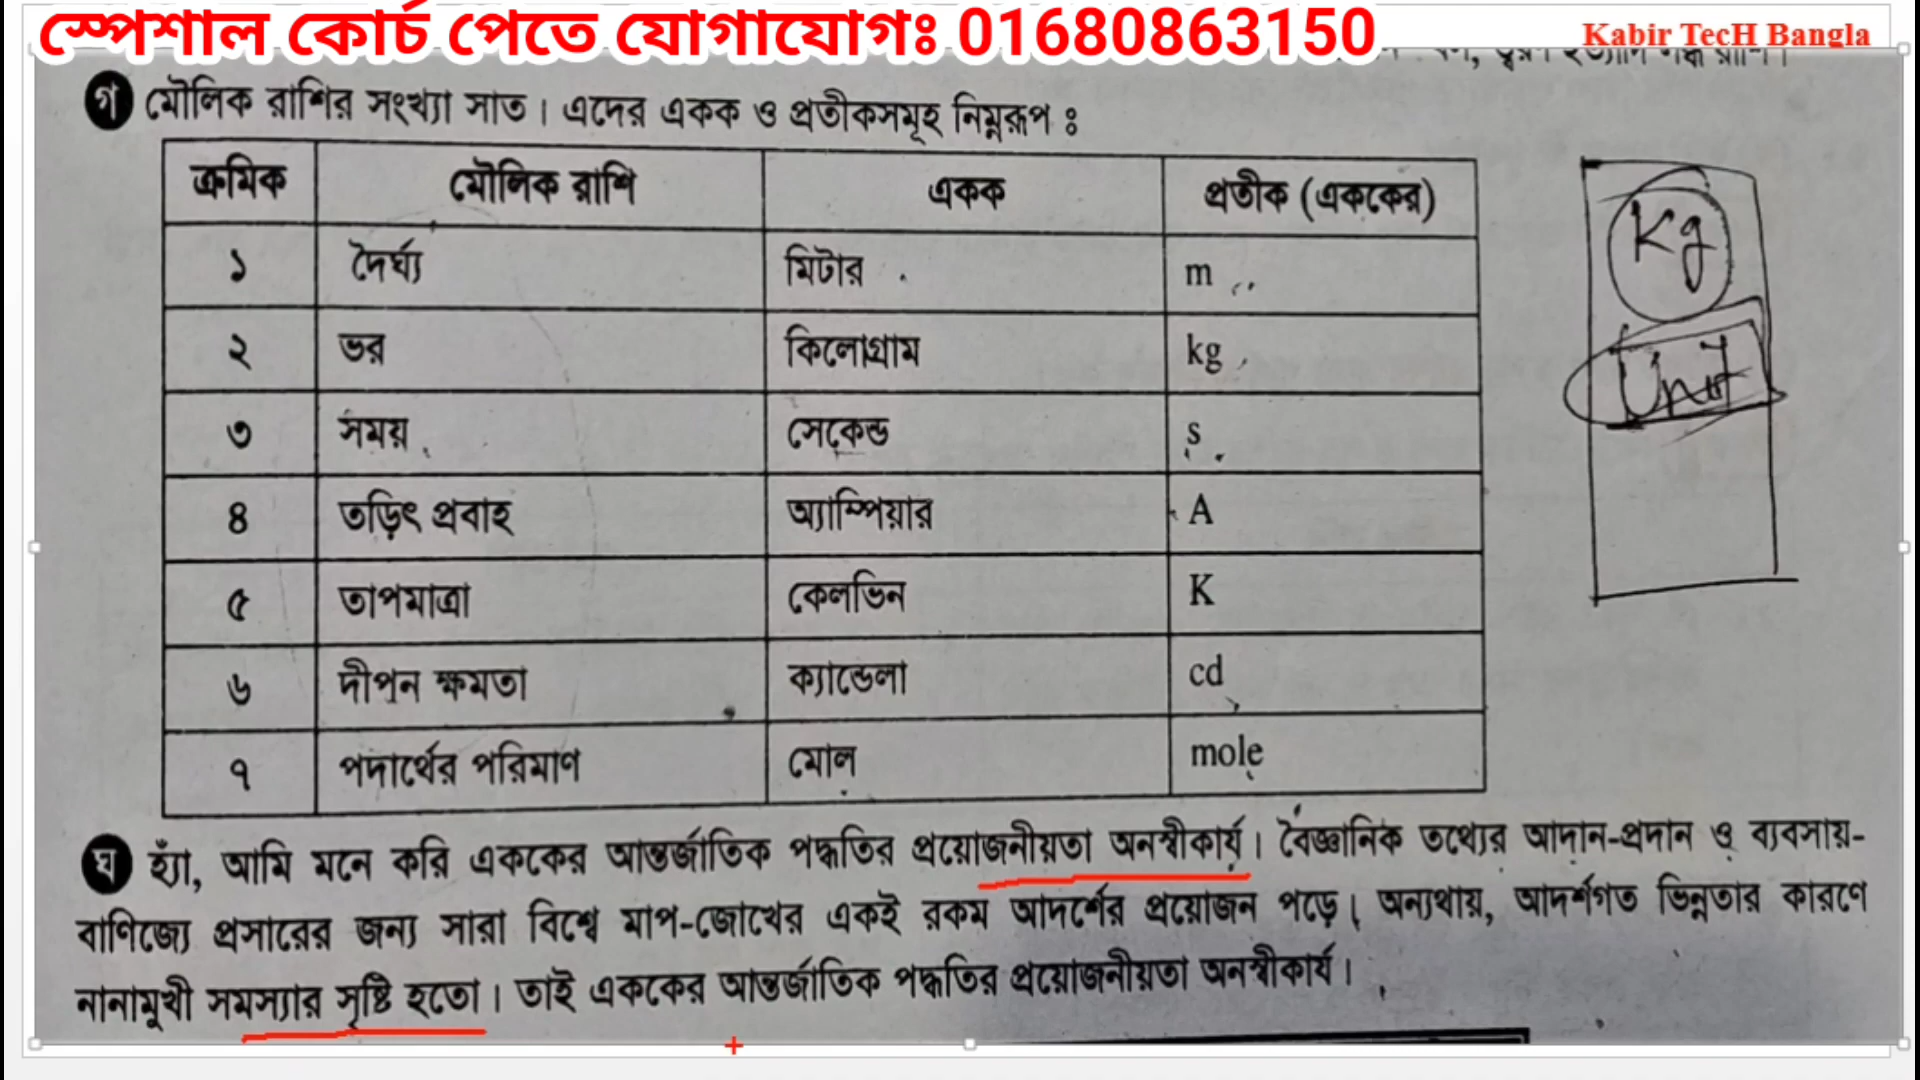 স্পেশাল কোর্চ পেতে যোগাযোগঃ 01680863150
Kabir TecH Bangla
গ মৌলিক রাশির সংখ্যা সাত। এদের একক ও প্রতীকসমূহ নিম্নরূপ ঃ
ক্রমিক মৌলিক রাশি একক প্রতীক (এককের)
১ দৈর্ঘ্য মিটার m
২ ভর কিলোগ্রাম kg
৩ সময় সেকেন্ড s
৪ তড়িৎ প্রবাহ অ্যাম্পিয়ার A
৫ তাপমাত্রা কেলভিন K
৬ দীপন ক্ষমতা ক্যান্ডেলা cd
৭ পদার্থের পরিমাণ মোল mole
Kg
Unit
ঘ হ্যাঁ, আমি মনে করি এককের আন্তর্জাতিক পদ্ধতির প্রয়োজনীয়তা অনস্বীকার্য। বৈজ্ঞানিক তথ্যের আদান-প্রদান ও ব্যবসায়-
বাণিজ্যে প্রসারের জন্য সারা বিশ্বে মাপ-জোখের একই রকম আদর্শের প্রয়োজন পড়ে। অন্যথায়, আদর্শগত ভিন্নতার কারণে
নানামুখী সমস্যার সৃষ্টি হতো। তাই এককের আন্তর্জাতিক পদ্ধতির প্রয়োজনীয়তা অনস্বীকার্য।